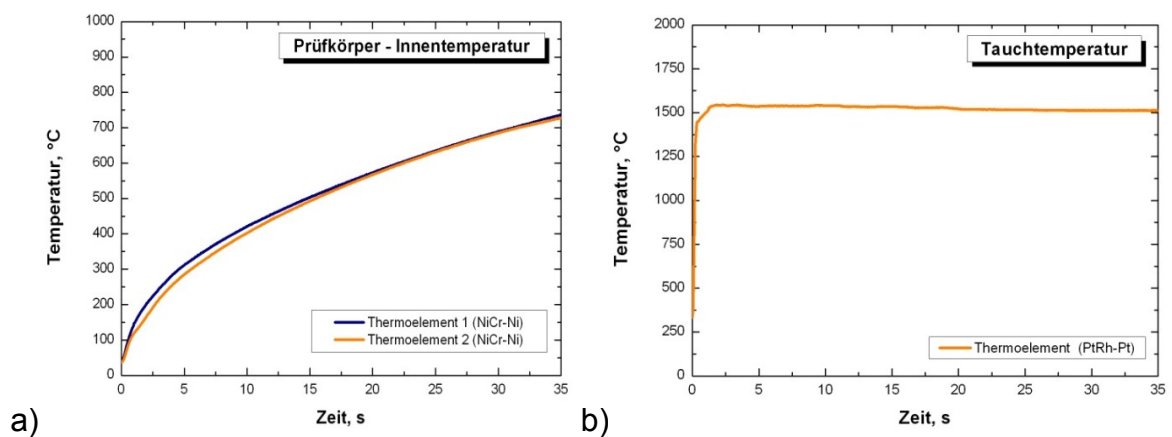 Prüfkörper - Innentemperatur
Temperatur, °C
1000
900
800
700
600
500
400
300
200
100
0
Thermoelement 1 (NiCr-Ni)
Thermoelement 2 (NiCr-Ni)
0 5 10 15 20 25 30 35
Zeit, s
a)
Tauchtemperatur
Temperatur, °C
2000
1750
1500
1250
1000
750
500
250
0
Thermoelement (PtRh-Pt)
0 5 10 15 20 25 30 35
Zeit, s
b)